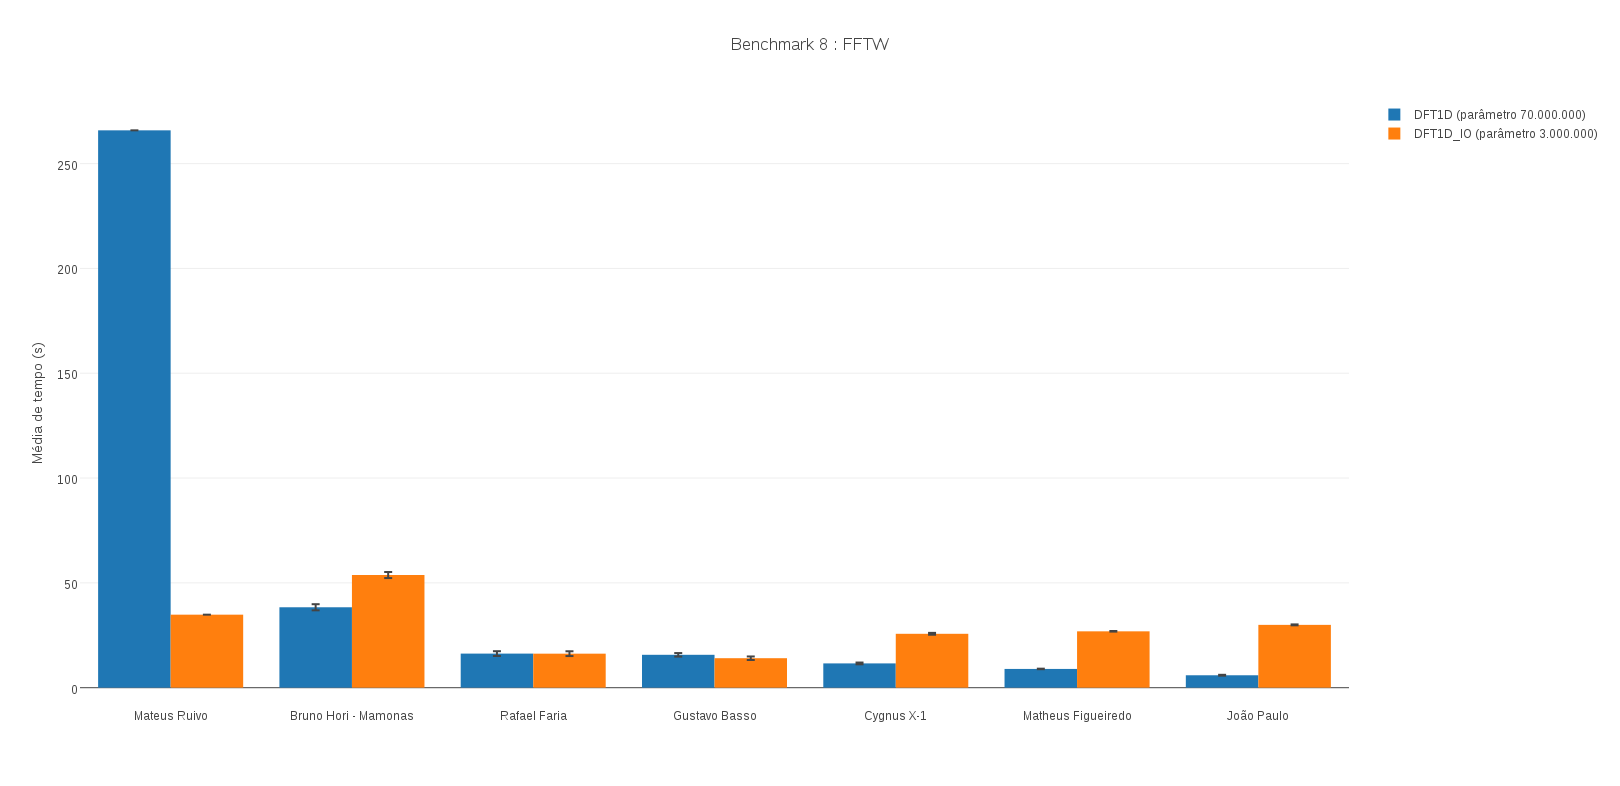 Benchmark 8 : FFTW
DFT1D (parâmetro 70.000.000)
DFT1D_IO (parâmetro 3.000.000)
Média de tempo (s)
250
200
150
100
50
0
Mateus Ruivo
Bruno Hori - Mamonas
Rafael Faria
Gustavo Basso
Cygnus X-1
Matheus Figueiredo
João Paulo